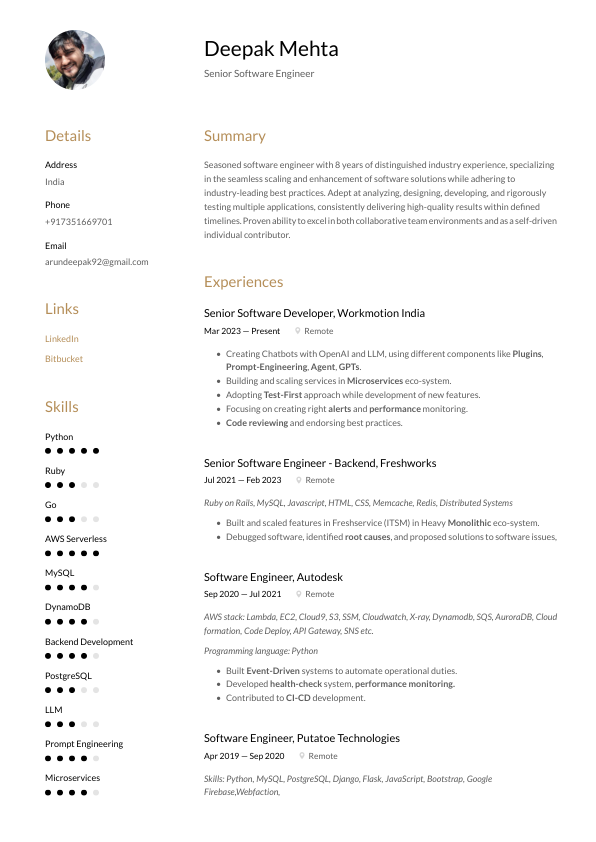 Deepak Mehta
Senior Software Engineer
Details
Address
India
Phone
+917351669701
Email
arundeepak92@gmail.com
Links
LinkedIn
Bitbucket
Skills
Python
Ruby
Go
AWS Serverless
MySQL
DynamoDB
Backend Development
PostgreSQL
LLM
Prompt Engineering
Microservices
Summary
Seasoned software engineer with 8 years of distinguished industry experience, specializing
in the seamless scaling and enhancement of software solutions while adhering to
industry-leading best practices. Adept at analyzing, designing, developing, and rigorously
testing multiple applications, consistently delivering high-quality results within defined
timelines. Proven ability to excel in both collaborative team environments and as a self-driven
individual contributor.
Experiences
Senior Software Developer, Workmotion India
Mar 2023 — Present Remote
• Creating Chatbots with OpenAI and LLM, using different components like Plugins,
Prompt-Engineering, Agent, GPTs.
• Building and scaling services in Microservices eco-system.
• Adopting Test-First approach while development of new features.
• Focusing on creating right alerts and performance monitoring.
• Code reviewing and endorsing best practices.
Senior Software Engineer - Backend, Freshworks
Jul 2021 — Feb 2023 Remote
Ruby on Rails, MySQL, Javascript, HTML, CSS, Memcache, Redis, Distributed Systems
• Built and scaled features in Freshservice (ITSM) in Heavy Monolithic eco-system.
• Debugged software, identified root causes, and proposed solutions to software issues,
Software Engineer, Autodesk
Sep 2020 — Jul 2021 Remote
AWS stack: Lambda, EC2, Cloud9, S3, SSM, Cloudwatch, X-ray, Dynamodb, SQS, AuroraDB, Cloud
formation, Code Deploy, API Gateway, SNS etc.
Programming language: Python
• Built Event-Driven systems to automate operational duties.
• Developed health-check system, performance monitoring.
• Contributed to CI-CD development.
Software Engineer, Putatoe Technologies
Apr 2019 — Sep 2020 Remote
Skills: Python, MySQL, PostgreSQL, Django, Flask, JavaScript, Bootstrap, Google
Firebase,Webfaction,